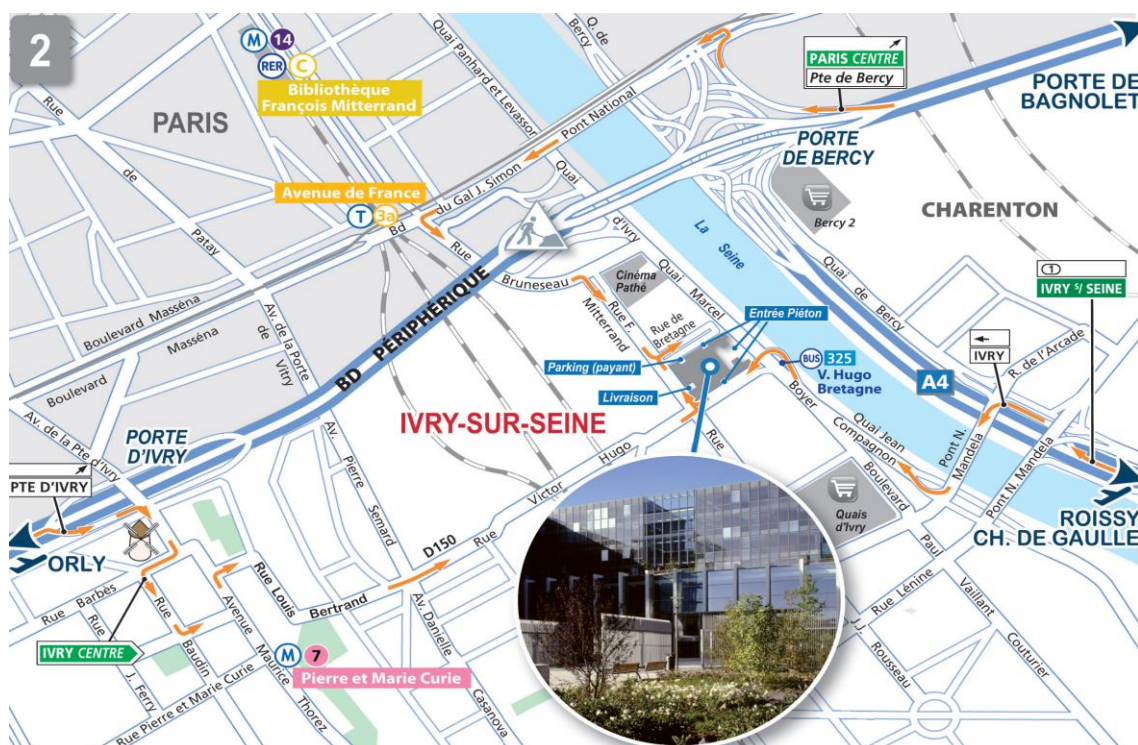 2
M 14
RER C
Bibliothèque
François Mitterrand
PARIS
Rue
de
Patay
Quai Panhard et Levassor
Q. de
Bercy
PARIS CENTRE
Pte de Bercy
PORTE DE
BAGNOLET
PORTE
DE BERCY
Pont National
Avenue de France
T 3a
Bd
du Gal J. Simon
Quai
d'Ivry
Bercy 2
CHARENTON
La Seine
Rue
Bruneseau
Cinéma
Pathé
Quai
Marcel
Boyer
Quai
de
Bercy
1
IVRY S/ SEINE
IVRY
R. de l'Arcade
Boulevard Masséna
Boulevard
Masséna
Av. de la Porte
de
Vitry
BD
PÉRIPHÉRIQUE
Rue F.
Mitterrand
Rue de
Bretagne
Entrée Piéton
Parking (payant)
Livraison
BUS 325
V. Hugo
Bretagne
A4
IVRY-SUR-SEINE
Av. de la Pte d'Ivry
PORTE
D'IVRY
PTE D'IVRY
ORLY
Av.
Pierre
Semard
D150
Rue
Victor
Hugo
Rue
Quai Jean
Compagnon
Pont N.
Mandela
Pont N. Mandela
ROISSY
CH. DE GAULLE
Quais
d'Ivry
Boulevard
Paul
Vaillant
Couturier
Rue Lénine
J.J.
Rousseau
Rue Barbès
Rue
Baudin
Rue Louis
Bertrand
Avenue
Maurice
Thorez
Av. Danielle
Casanova
IVRY CENTRE
J. Ferry
Rue Pierre et Marie Curie
M 7
Pierre et Marie Curie